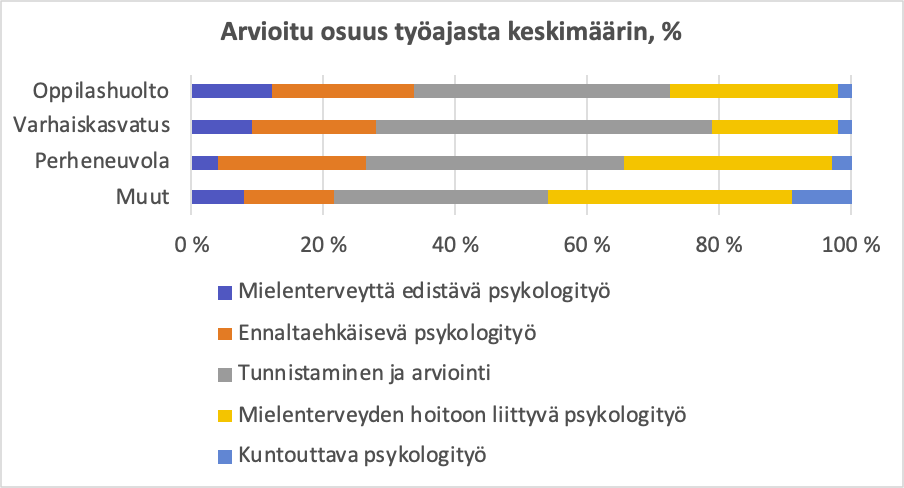 Arvioitu osuus työajasta keskimäärin, %
Oppilashuolto
Varhaiskasvatus
Perheneuvola
Muut
0 % 20 % 40 % 60 % 80 % 100 %
Mielenterveyttä edistävä psykologityö
Ennaltaehkäisevä psykologityö
Tunnistaminen ja arviointi
Mielenterveyden hoitoon liittyvä psykologityö
Kuntouttava psykologityö